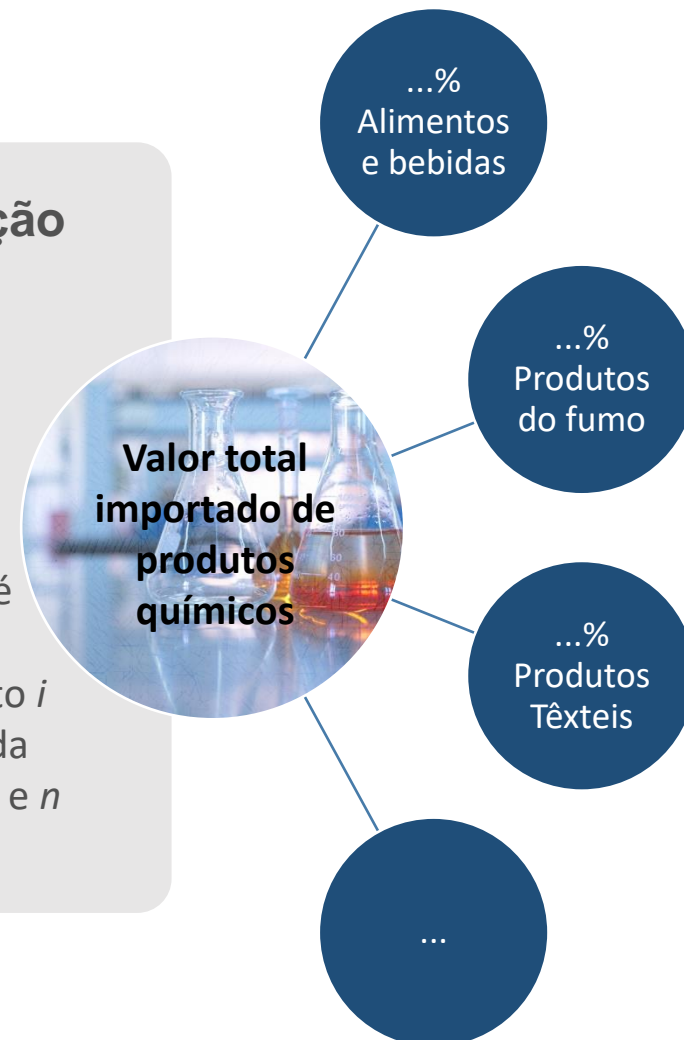 ção
é
to i
da
e n
Valor total
importado de
produtos
químicos
...%
Alimentos
e bebidas
...%
Produtos
do fumo
...%
Produtos
Têxteis
...